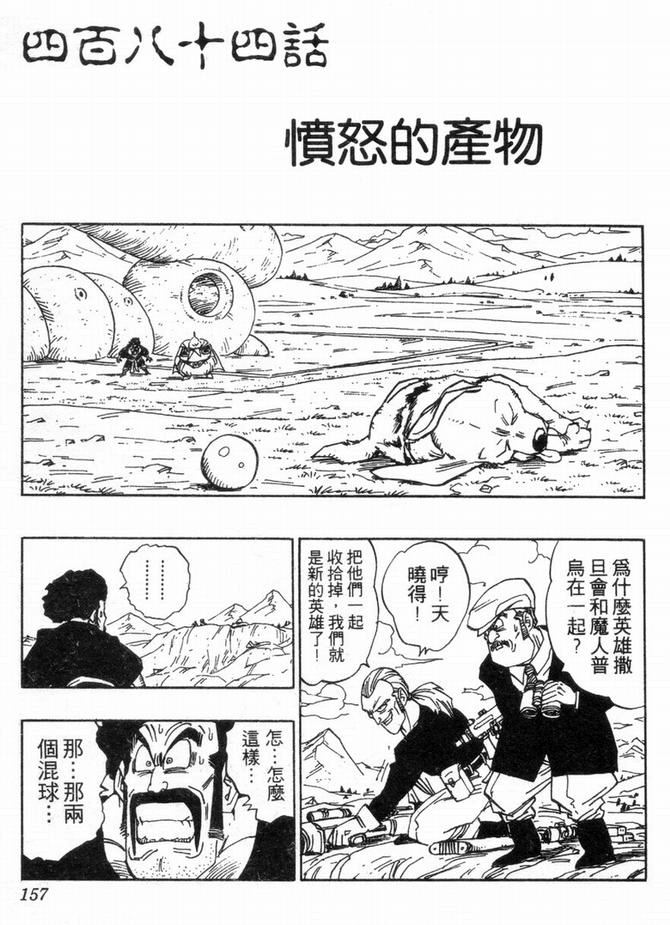 四百八十四話
憤怒的產物
爲什麼英雄撒
旦會和魔人普
烏在一起？
哼！天
曉得！
把他們一起
收拾掉，我們就
是新的英雄了！
………
………
怎…怎麼
這樣…
那…那兩
個混球…
157